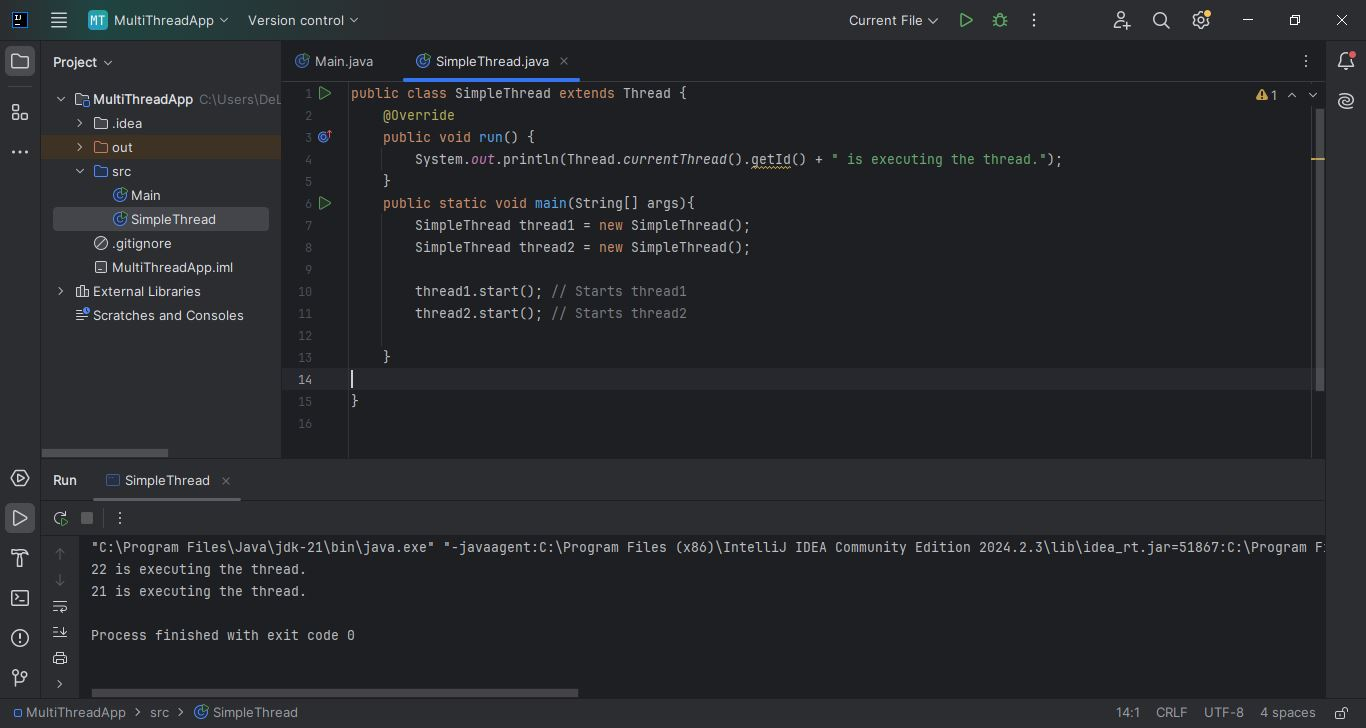 MT MultiThreadApp Version control Current File
Project Main.java SimpleThread.java
MultiThreadApp C:\Users\DeL
.idea
out
src
Main
SimpleThread
.gitignore
MultiThreadApp.iml
External Libraries
Scratches and Consoles
1 public class SimpleThread extends Thread {
2 @Override
3 public void run() {
4 System.out.println(Thread.currentThread().getId() + " is executing the thread.");
5 }
6 public static void main(String[] args){
7 SimpleThread thread1 = new SimpleThread();
8 SimpleThread thread2 = new SimpleThread();
9
10 thread1.start(); // Starts thread1
11 thread2.start(); // Starts thread2
12
13 }
14
15 }
16
1
Run SimpleThread
"C:\Program Files\Java\jdk-21\bin\java.exe" "-javaagent:C:\Program Files (x86)\IntelliJ IDEA Community Edition 2024.2.3\lib\idea_rt.jar=51867:C:\Program Fi
22 is executing the thread.
21 is executing the thread.
Process finished with exit code 0
MultiThreadApp > src > SimpleThread 14:1 CRLF UTF-8 4 spaces